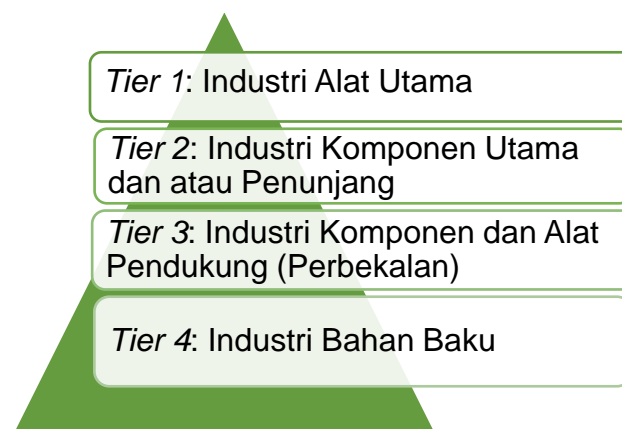 Tier 1: Industri Alat Utama
Tier 2: Industri Komponen Utama
dan atau Penunjang
Tier 3: Industri Komponen dan Alat
Pendukung (Perbekalan)
Tier 4: Industri Bahan Baku